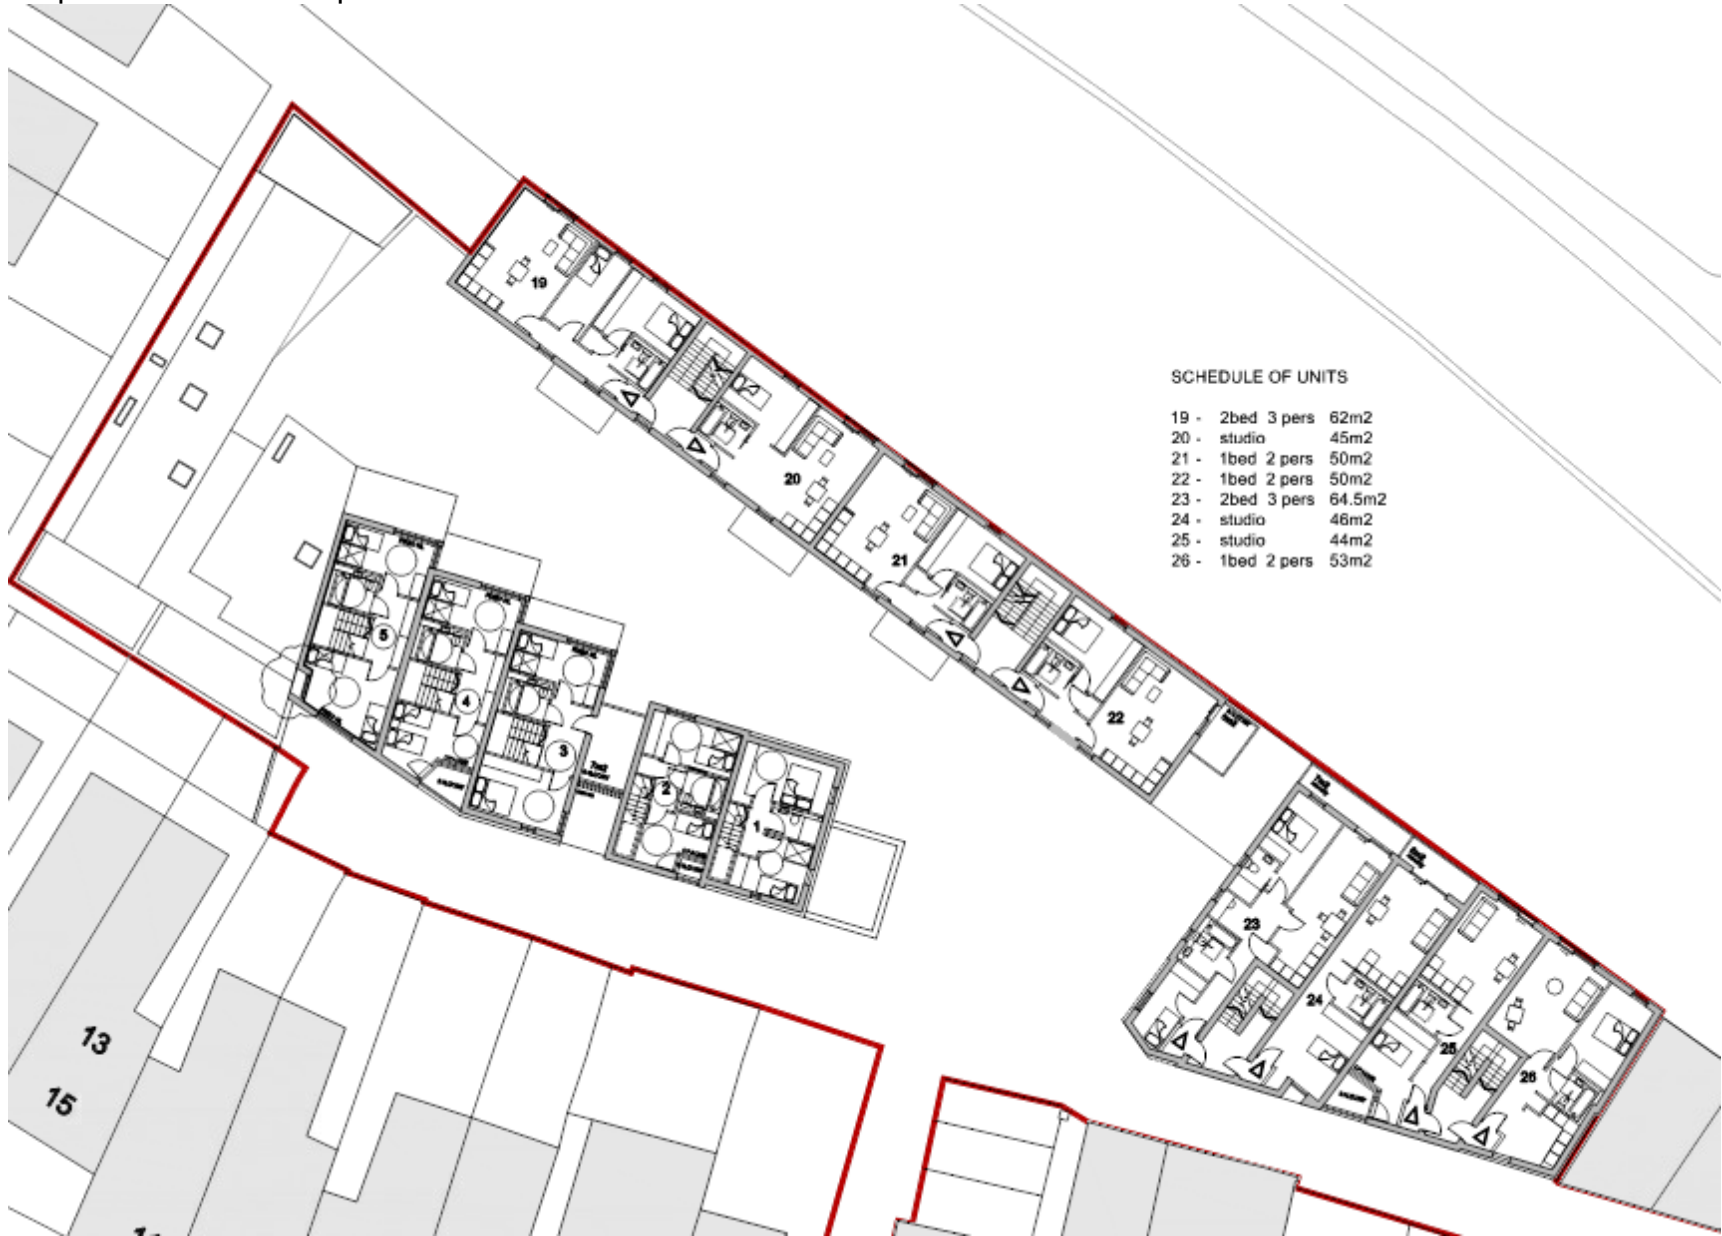 SCHEDULE OF UNITS
19 - 2bed 3 pers 62m2
20 - studio 45m2
21 - 1bed 2 pers 50m2
22 - 1bed 2 pers 50m2
23 - 2bed 3 pers 64.5m2
24 - studio 46m2
25 - studio 44m2
26 - 1bed 2 pers 53m2
19
20
21
22
5
4
3
2
1
23
24
25
26
13
15